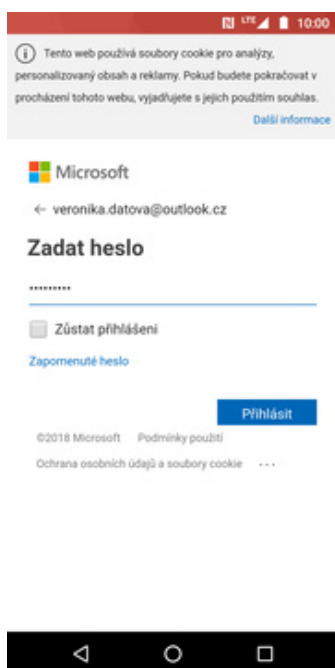 LTE 10:00
Tento web používá soubory cookie pro analýzy,
personalizovaný obsah a reklamy. Pokud budete pokračovat v
procházení tohoto webu, vyjadřujete s jejich použitím souhlas.
Další informace
Microsoft
← veronika.datova@outlook.cz
Zadat heslo
•••••••••
Zůstat přihlášeni
Zapomenuté heslo
Přihlásit
©2018 Microsoft Podmínky použití
Ochrana osobních údajů a soubory cookie ...